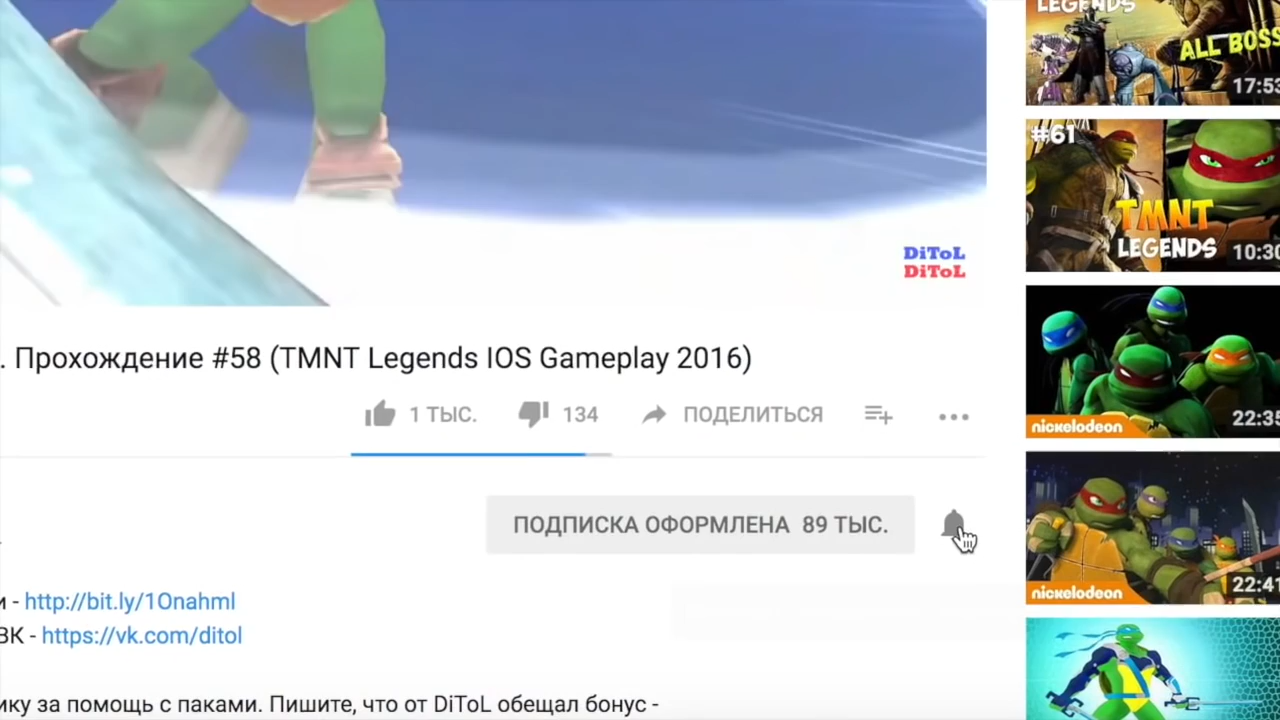 DiToL
DiToL
. Прохождение #58 (TMNT Legends IOS Gameplay 2016)
1 ТЫС. 134 ПОДЕЛИТЬСЯ
ПОДПИСКА ОФОРМЛЕНА 89 ТЫС.
и - http://bit.ly/1Onahml
ВК - https://vk.com/ditol
ику за помощь с паками. Пишите, что от DiToL обещал бонус -
LEGENDS
ALL BOSS
17:53
#61
TMNT
LEGENDS
10:30
22:35
nickelodeon
22:41
nickelodeon